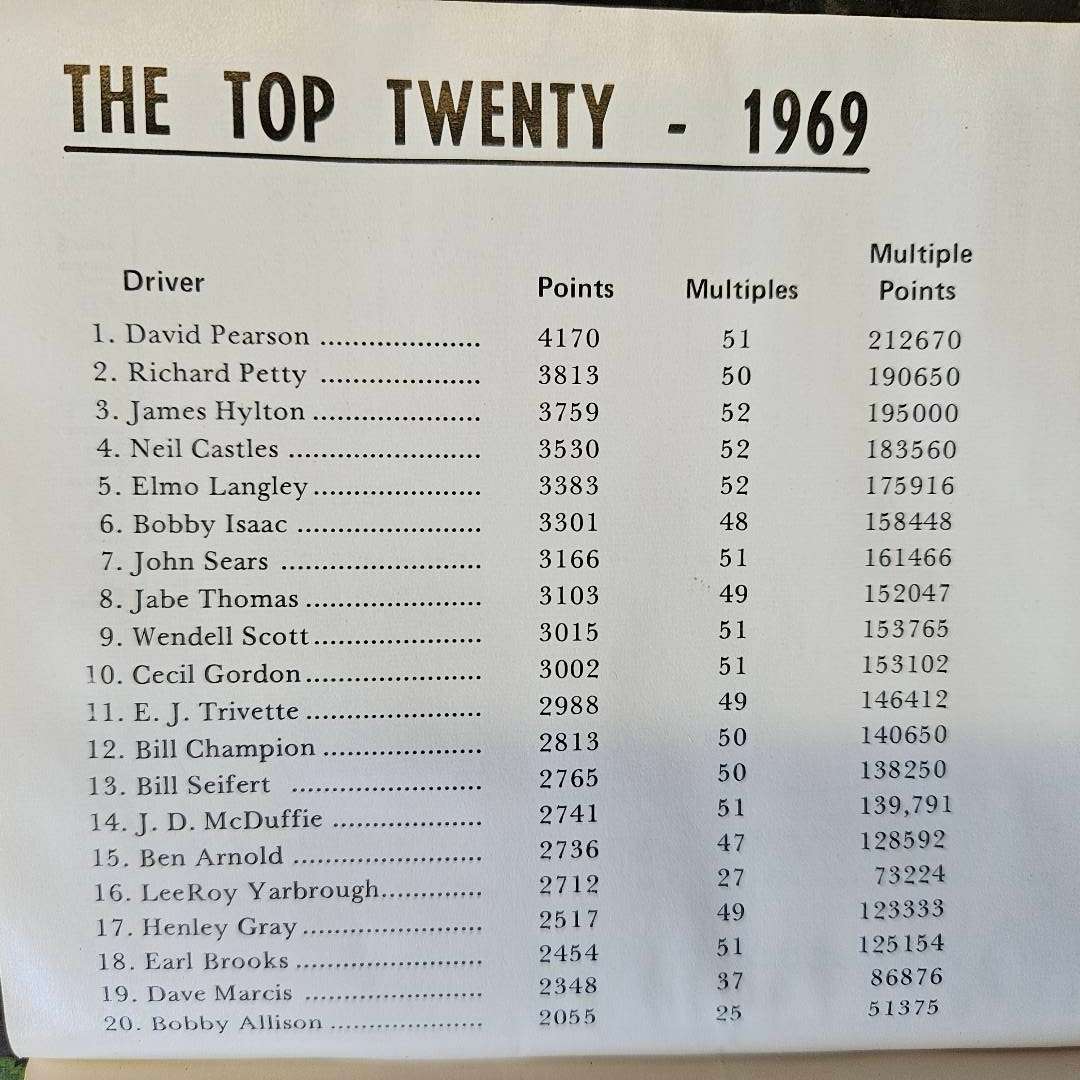 THE TOP TWENTY - 1969
Driver Points Multiples Multiple Points
1. David Pearson ..................... 4170 51 212670
2. Richard Petty ..................... 3813 50 190650
3. James Hylton ..................... 3759 52 195000
4. Neil Castles ........................ 3530 52 183560
5. Elmo Langley ..................... 3383 52 175916
6. Bobby Isaac ....................... 3301 48 158448
7. John Sears ......................... 3166 51 161466
8. Jabe Thomas ...................... 3103 49 152047
9. Wendell Scott ..................... 3015 51 153765
10. Cecil Gordon ...................... 3002 51 153102
11. E. J. Trivette ...................... 2988 49 146412
12. Bill Champion .................... 2813 50 140650
13. Bill Seifert ........................ 2765 50 138250
14. J. D. McDuffie ................... 2741 51 139,791
15. Ben Arnold ........................ 2736 47 128592
16. LeeRoy Yarbrough ............. 2712 27 73224
17. Henley Gray ....................... 2517 49 123333
18. Earl Brooks ........................ 2454 51 125154
19. Dave Marcis ....................... 2348 37 86876
20. Bobby Allison .................... 2055 25 51375